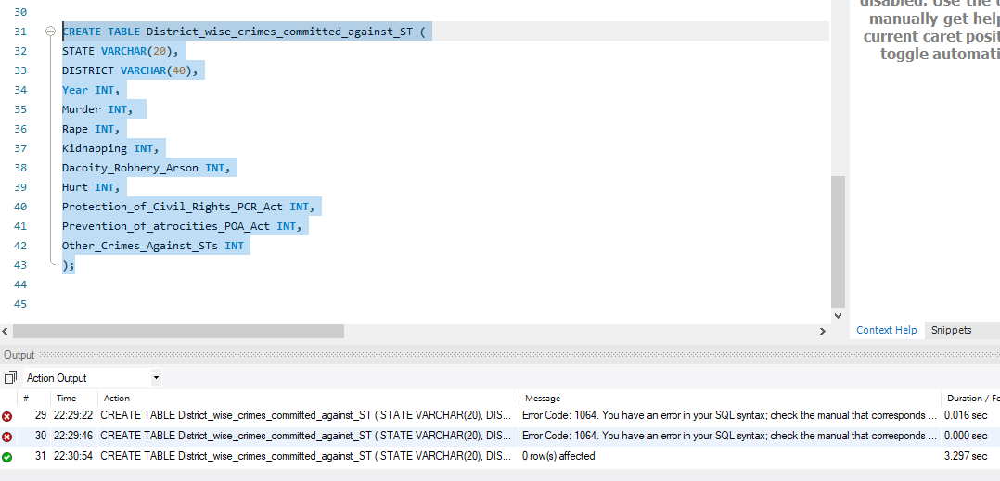 disabled. Use the t
manually get help
current caret posit
toggle automati
30
31 CREATE TABLE District_wise_crimes_committed_against_ST (
32 STATE VARCHAR(20),
33 DISTRICT VARCHAR(40),
34 Year INT,
35 Murder INT,
36 Rape INT,
37 Kidnapping INT,
38 Dacoity_Robbery_Arson INT,
39 Hurt INT,
40 Protection_of_Civil_Rights_PCR_Act INT,
41 Prevention_of_atrocities_POA_Act INT,
42 Other_Crimes_Against_STs INT
43 );
44
45
Context Help Snippets
Output
Action Output
# Time Action Message Duration / Fe
29 22:29:22 CREATE TABLE District_wise_crimes_committed_against_ST ( STATE VARCHAR(20), DIS... Error Code: 1064. You have an error in your SQL syntax; check the manual that corresponds ... 0.016 sec
30 22:29:46 CREATE TABLE District_wise_crimes_committed_against_ST ( STATE VARCHAR(20), DIS... Error Code: 1064. You have an error in your SQL syntax; check the manual that corresponds ... 0.000 sec
31 22:30:54 CREATE TABLE District_wise_crimes_committed_against_ST ( STATE VARCHAR(20), DIS... 0 row(s) affected 3.297 sec